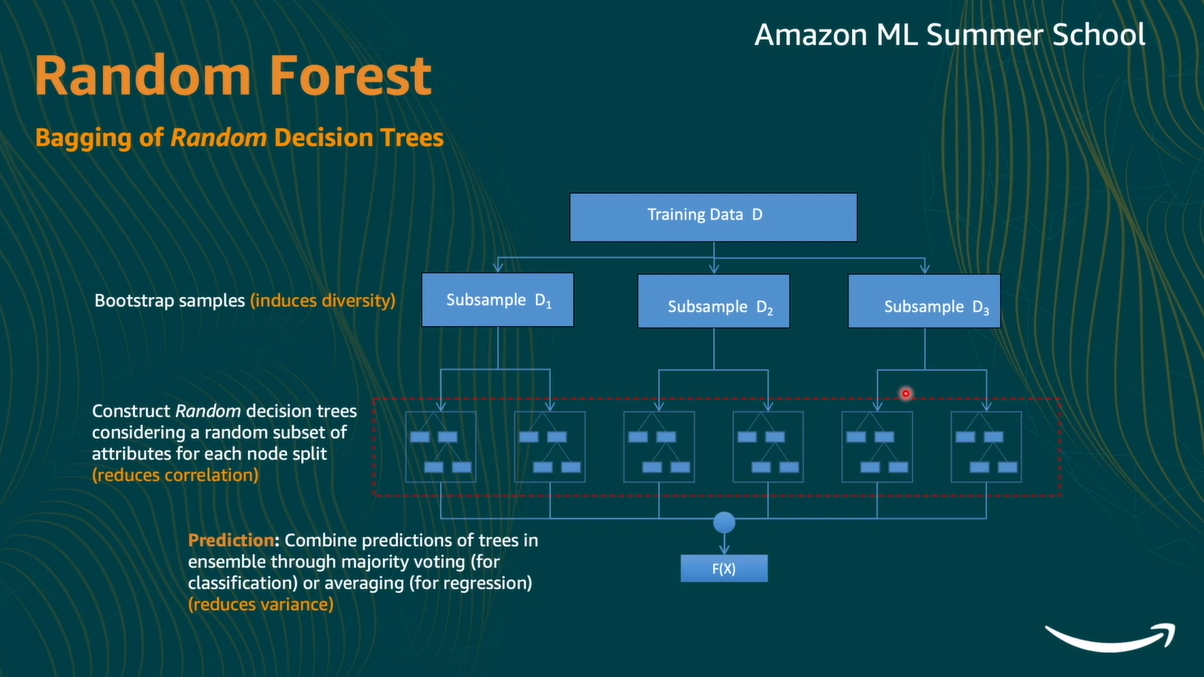 Amazon ML Summer School
Random Forest
Bagging of Random Decision Trees
Training Data D
Bootstrap samples (induces diversity)
Subsample D₁
Subsample D₂
Subsample D₃
Construct Random decision trees
considering a random subset of
attributes for each node split
(reduces correlation)
Prediction: Combine predictions of trees in
ensemble through majority voting (for
classification) or averaging (for regression)
(reduces variance)
F(X)